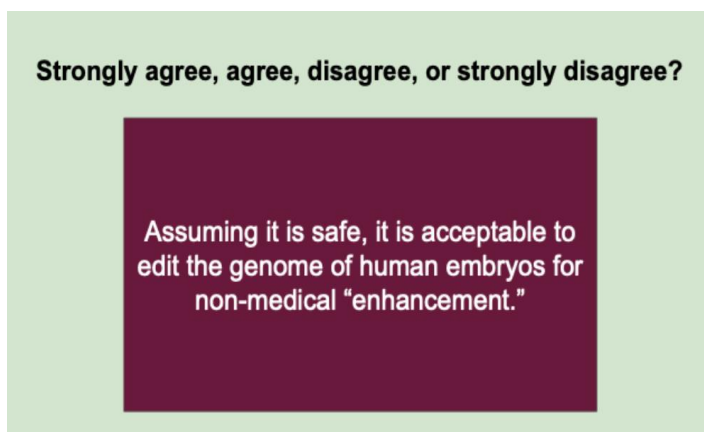 Strongly agree, agree, disagree, or strongly disagree?
Assuming it is safe, it is acceptable to
edit the genome of human embryos for
non-medical “enhancement.”